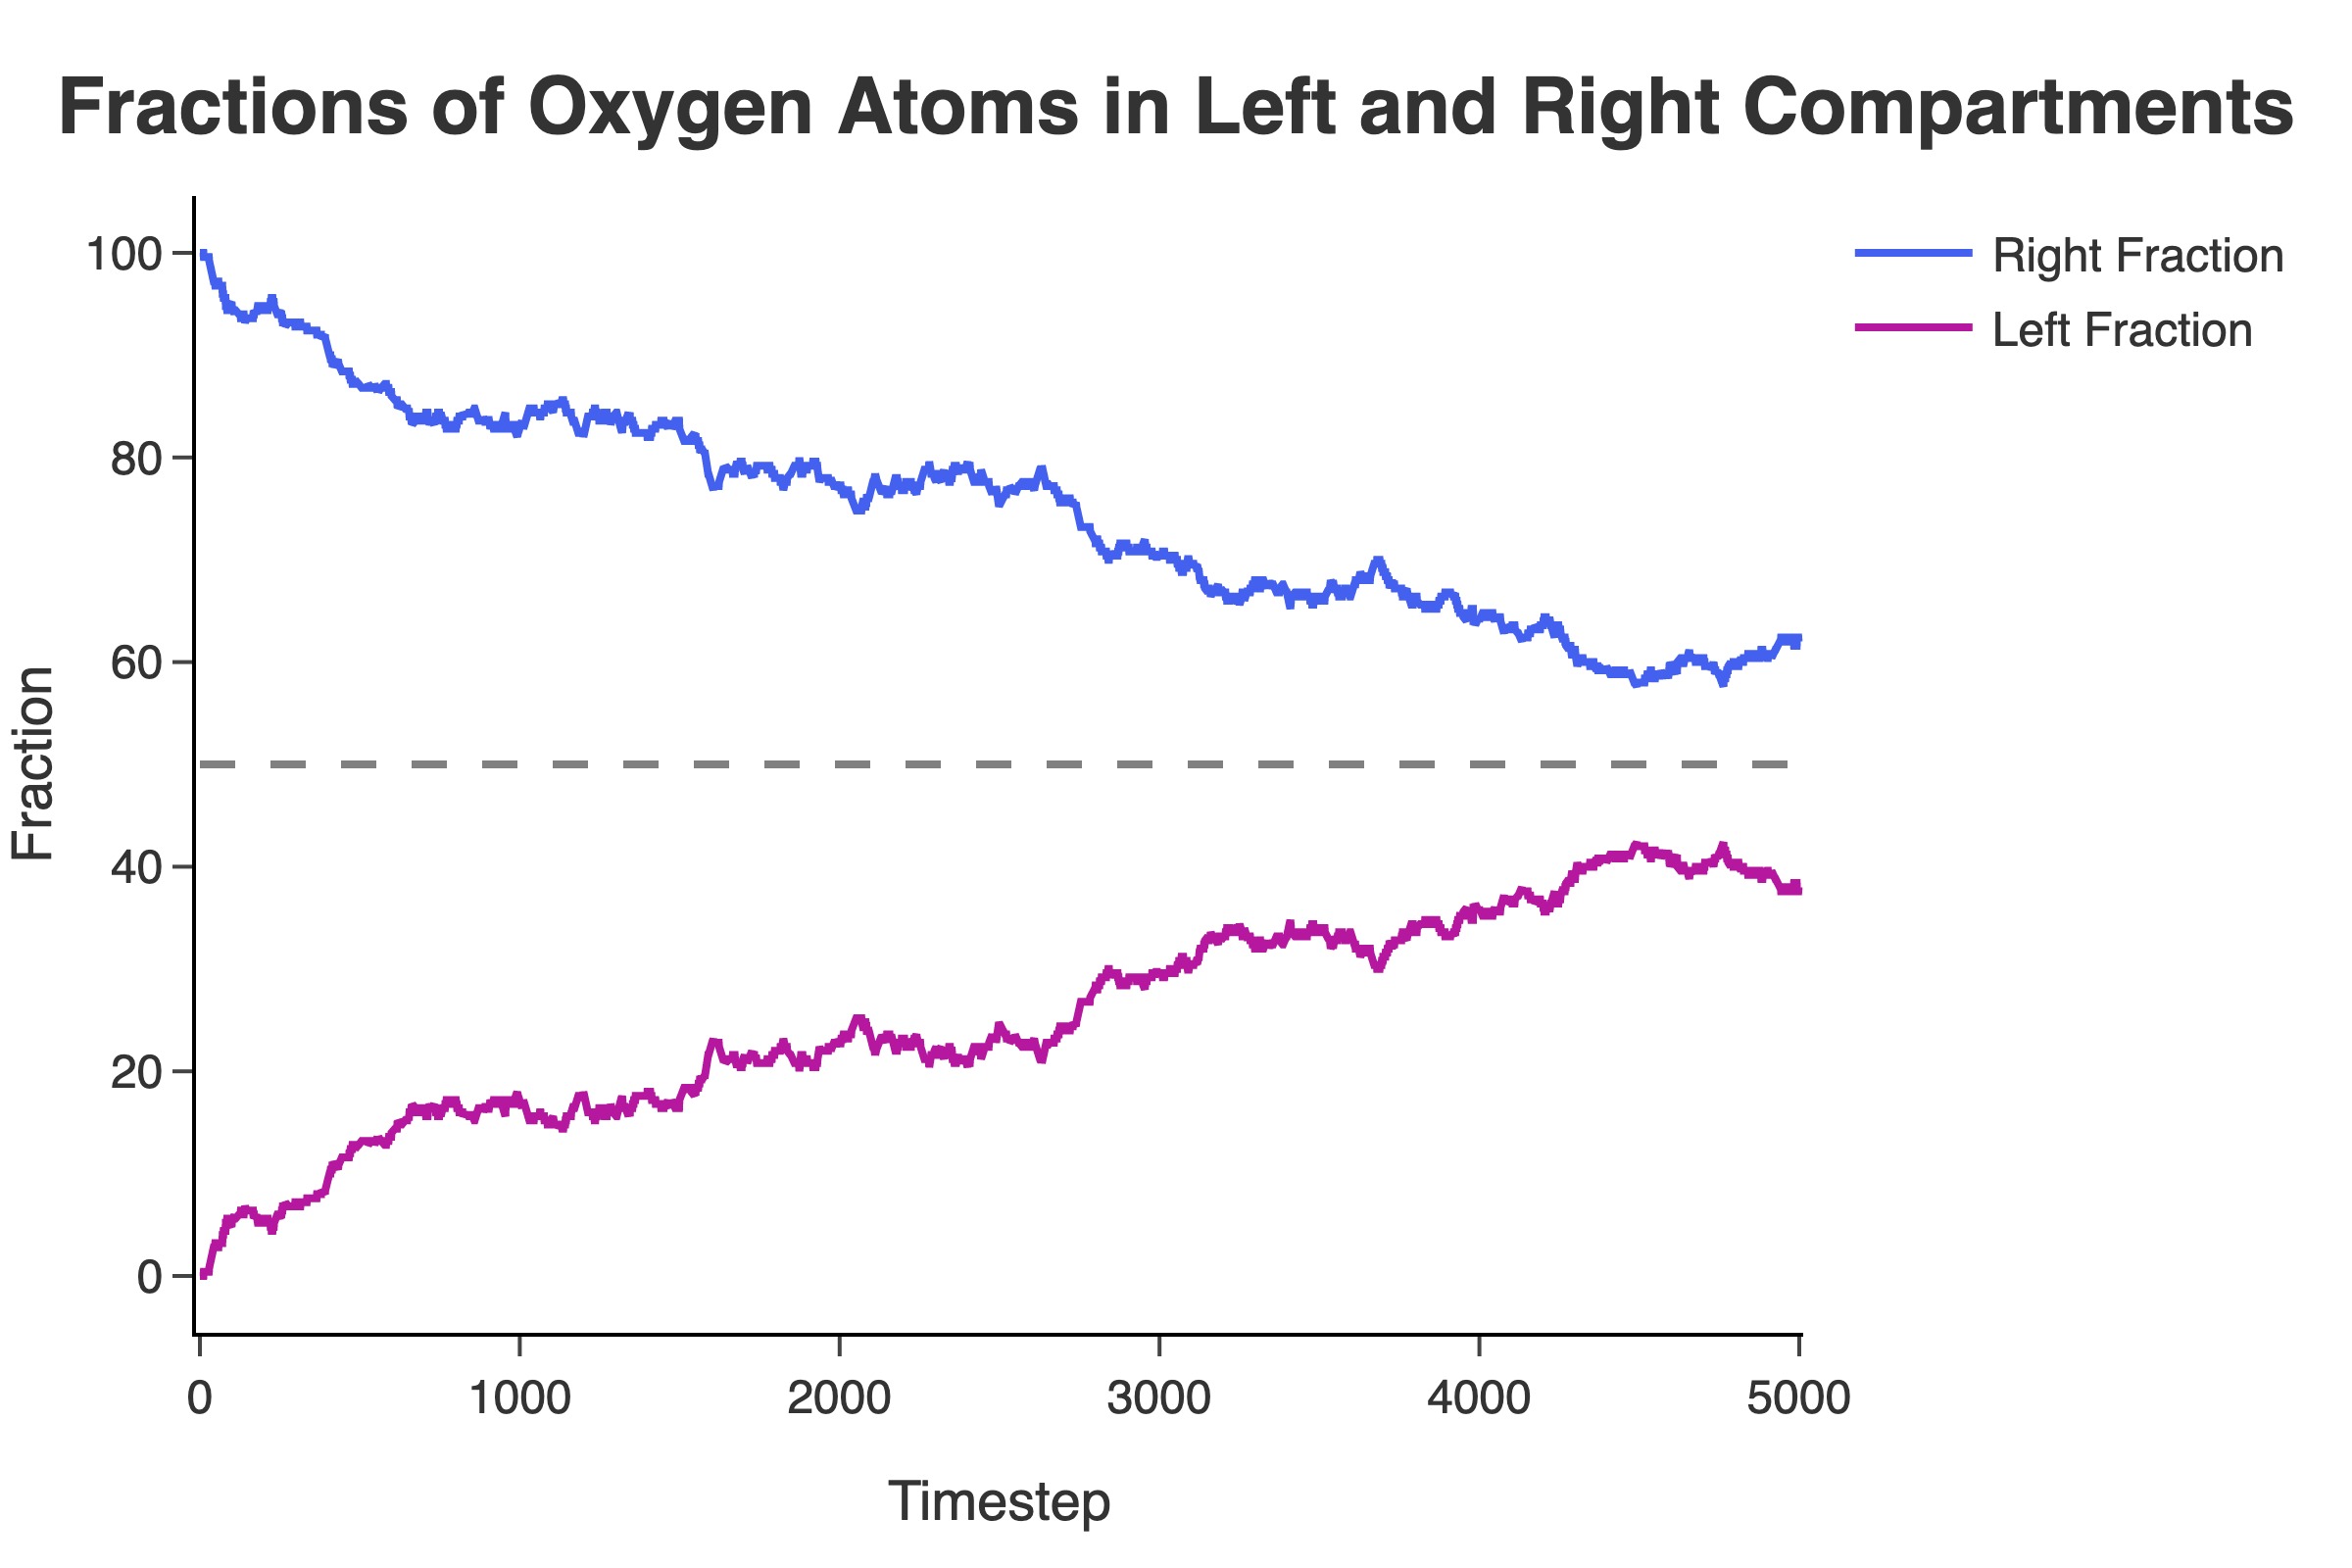 Fractions of Oxygen Atoms in Left and Right Compartments
Right Fraction
Left Fraction
100
80
60
40
20
0
Fraction
0 1000 2000 3000 4000 5000
Timestep